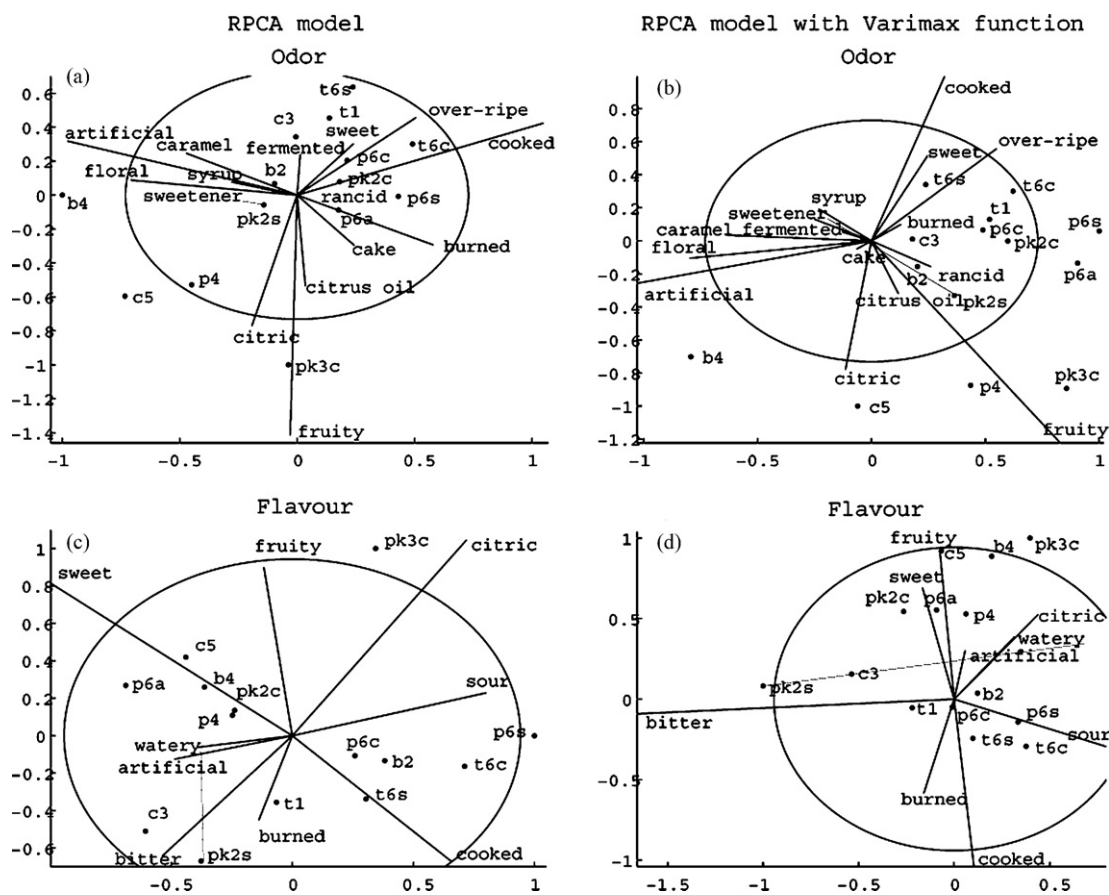 RPCA model
RPCA model with Varimax function
Odor
Odor
(a)
t6s
over-ripe
c3
t1
sweet
artificial
caramel
fermented
t6c
cooked
floral
syrup
b2
p6c
pk2c
b4
sweetener
rancid
p6s
pk2s
p6a
cake
burned
p4
c5
citrus oil
citric
pk3c
fruity
0.6
0.4
0.2
0
-0.2
-0.4
-0.6
-0.8
-1
-1.2
-1.4
-1 -0.5 0 0.5 1
(b)
cooked
over-ripe
sweet
t6s
t6c
syrup
sweetener
burned
t1
p6s
caramel fermented
c3
p6c
pk2c
floral
cake
b2
rancid
p6a
artificial
citrus oil
pk2s
b4
citric
p4
pk3c
c5
fruity
0.8
0.6
0.4
0.2
0
-0.2
-0.4
-0.6
-0.8
-1
-1.2
-1 -0.5 0 0.5 1
Flavour
Flavour
(c)
fruity
pk3c
citric
sweet
c5
p6a
b4
pk2c
p4
sour
watery
artificial
p6c
b2
p6s
t6c
t6s
c3
t1
burned
bitter
pk2s
cooked
1
0.8
0.6
0.4
0.2
0
-0.2
-0.4
-0.6
-0.5 0 0.5 1
(d)
fruity
c5
b4
pk3c
sweet
pk2c
p6a
p4
citric
watery
artificial
c3
pk2s
b2
bitter
t1
p6c
p6s
sour
t6s
t6c
burned
cooked
1
0.5
0
-0.5
-1
-1.5 -1 -0.5 0 0.5